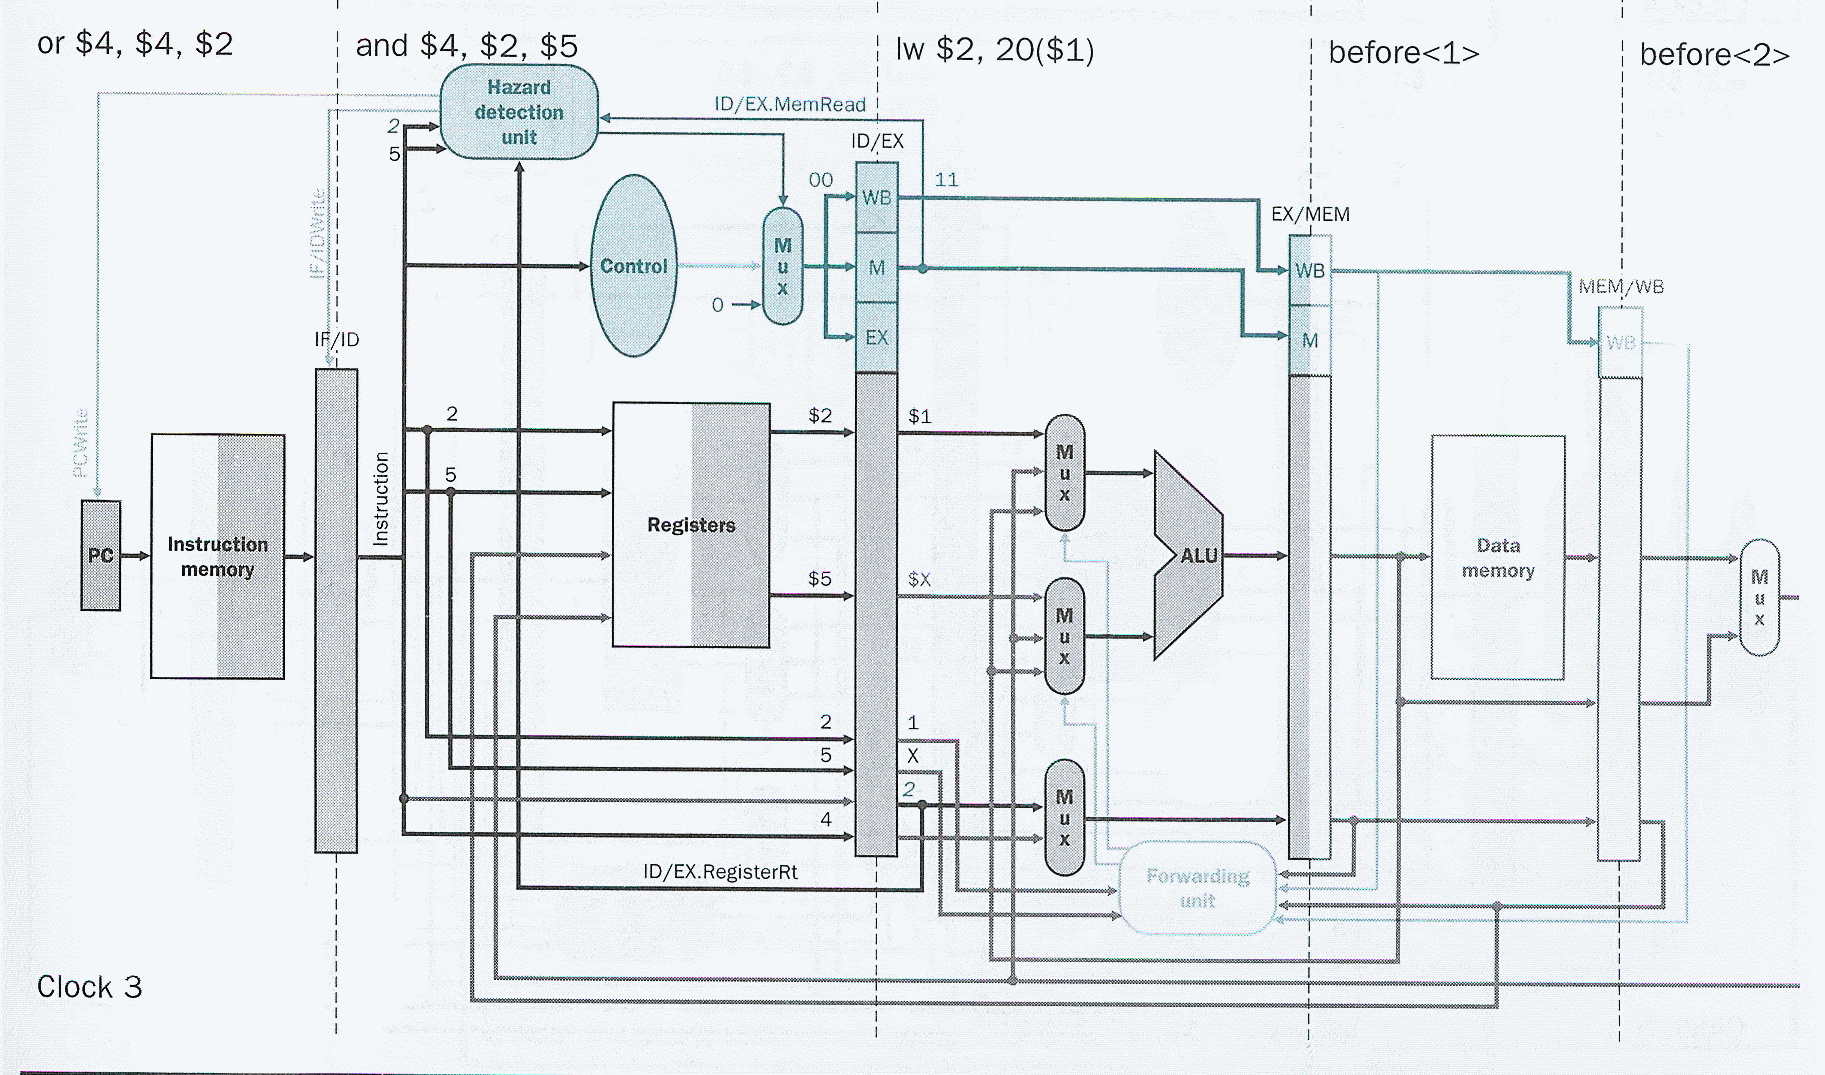 or $4, $4, $2
and $4, $2, $5
lw $2, 20($1)
before<1>
before<2>
Hazard
detection
unit
2
5
ID/EX.MemRead
ID/EX
00
WB
11
M
EX
IF/IDWrite
Control
M
u
x
0
EX/MEM
WB
M
MEM/WB
WB
IF/ID
PCWrite
PC
Instruction
memory
Instruction
2
5
Registers
$2
$5
$1
$X
M
u
x
M
u
x
ALU
Data
memory
M
u
x
2
5
4
1
X
2
M
u
x
ID/EX.RegisterRt
Forwarding
unit
Clock 3